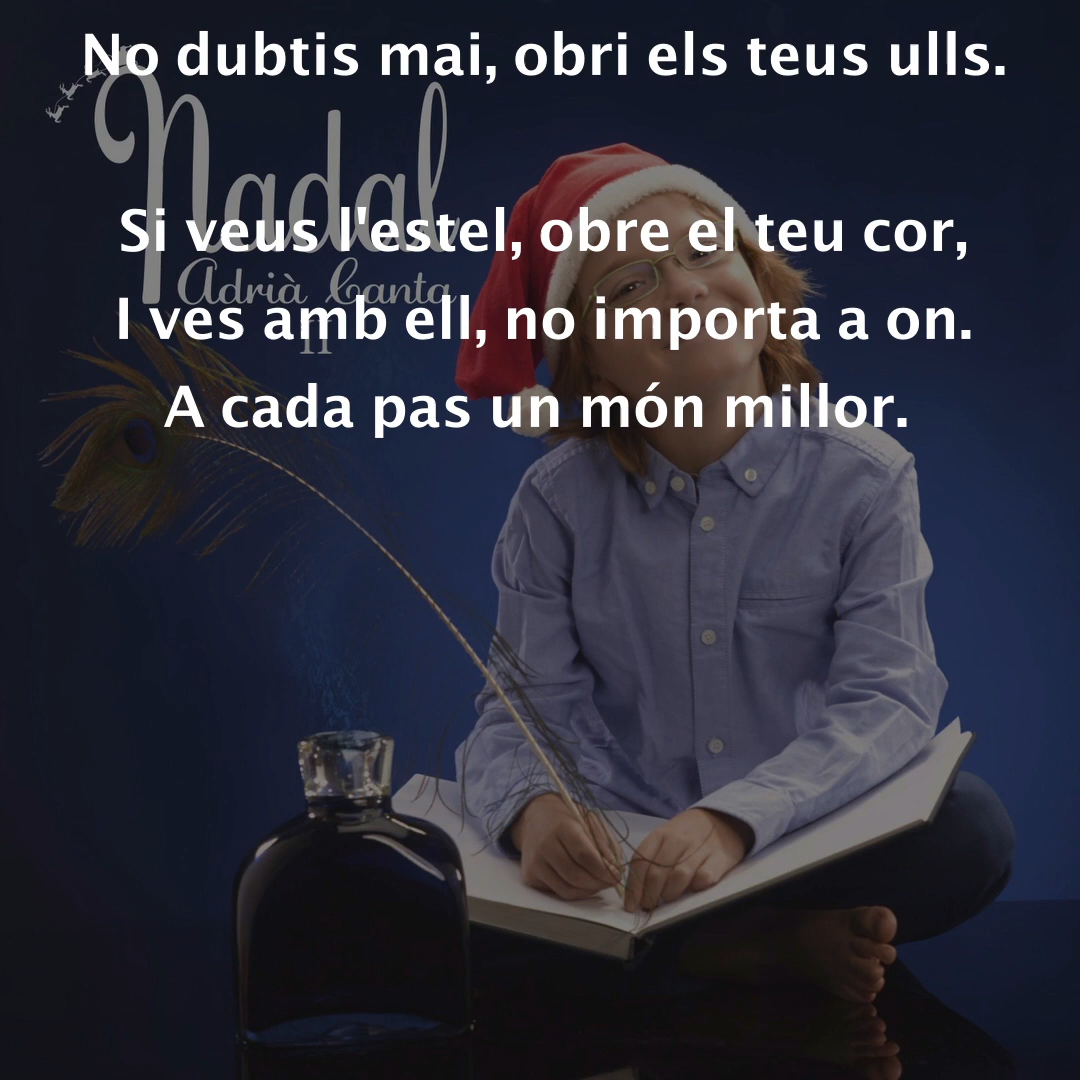 No dubtis mai, obri els teus ulls.
Nadal
Si veus l'estel, obre el teu cor,
Adrià Canta
I ves amb ell, no importa a on.
n
A cada pas un món millor.